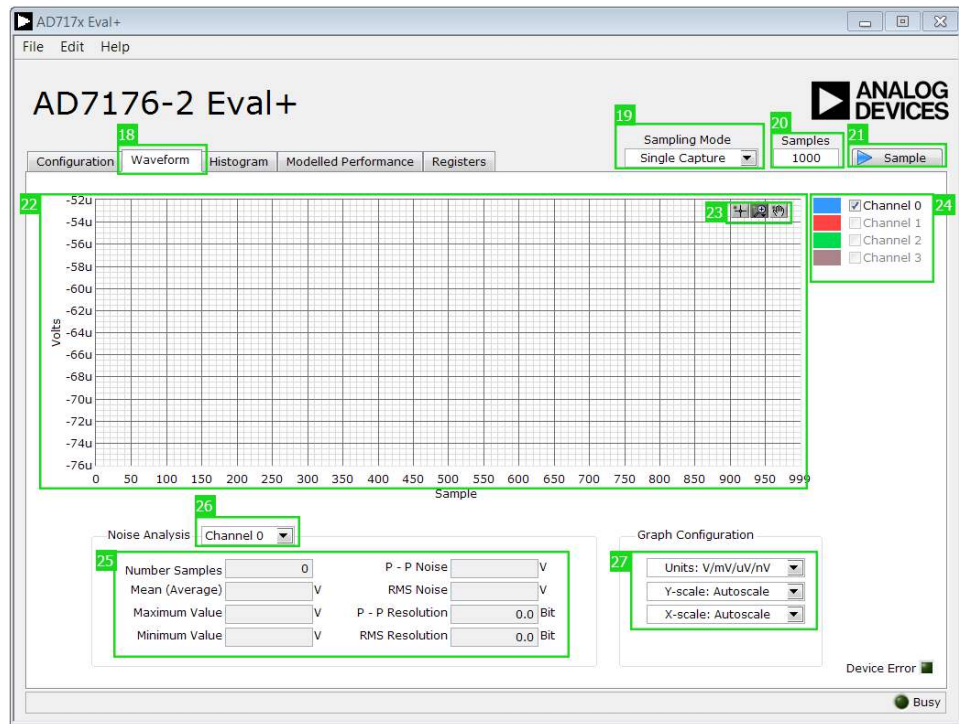 AD717x Eval+
File Edit Help
AD7176-2 Eval+
ANALOG
DEVICES
18
19
20
21
Sampling Mode
Samples
Configuration Waveform Histogram Modelled Performance Registers
Single Capture
1000
Sample
22
23
24
-52u
-54u
-56u
-58u
-60u
-62u
-64u
-66u
-68u
-70u
-72u
-74u
-76u
Volts
0 50 100 150 200 250 300 350 400 450 500 550 600 650 700 750 800 850 900 950 999
Sample
Channel 0
Channel 1
Channel 2
Channel 3
26
Noise Analysis Channel 0
25
Number Samples 0
Mean (Average) V
Maximum Value V
Minimum Value V
P - P Noise V
RMS Noise V
P - P Resolution 0.0 Bit
RMS Resolution 0.0 Bit
Graph Configuration
27
Units: V/mV/uV/nV
Y-scale: Autoscale
X-scale: Autoscale
Device Error
Busy